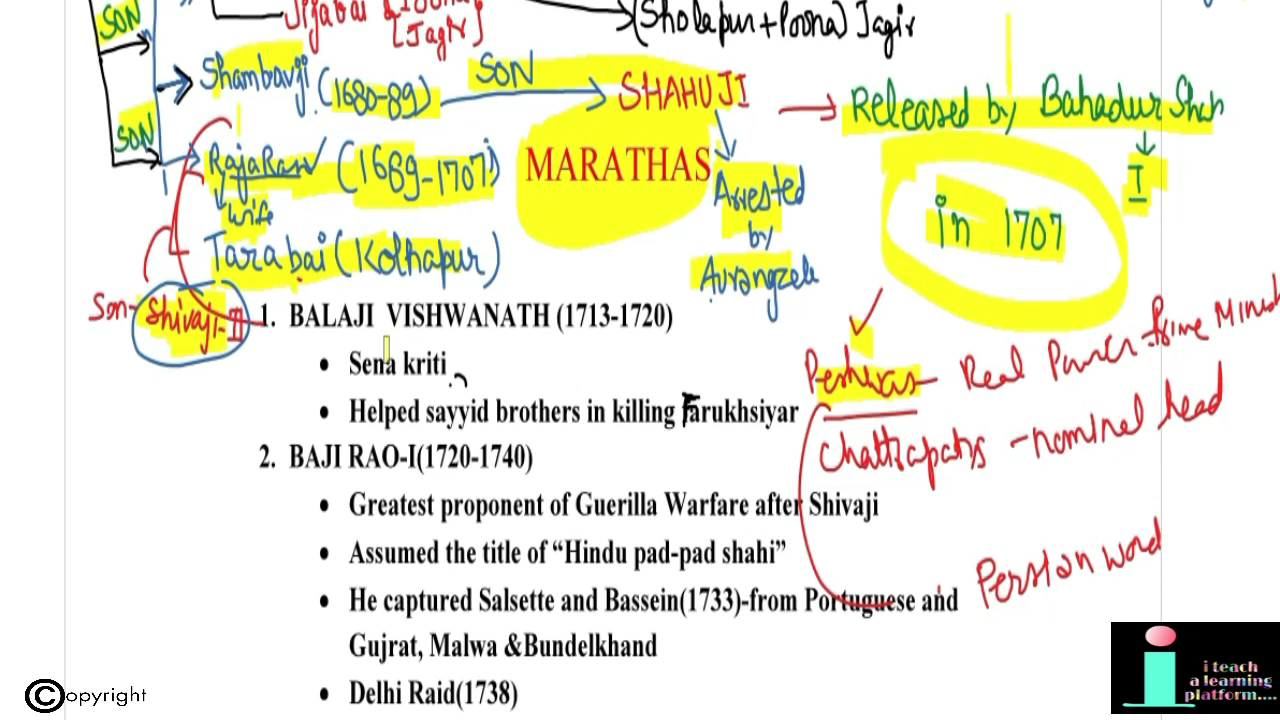 SON
Jijabai &
[Jagir]
(Sholapur+Poona) Jagir
Shambavji (1680-89)
SON
SHAHUJI
Released by Bahadur Shah
I
in 1707
SON
RajaRam (1689-1707)
wife
Tarabai (Kolhapur)
Son- Shivaji-II
MARATHAS
Arrested
by
Aurangzeb
1. BALAJI VISHWANATH (1713-1720)
• Sena kriti
• Helped sayyid brothers in killing Farukhsiyar
2. BAJI RAO-I(1720-1740)
• Greatest proponent of Guerilla Warfare after Shivaji
• Assumed the title of “Hindu pad-pad shahi”
• He captured Salsette and Bassein(1733)-from Portuguese and
Gujrat, Malwa &Bundelkhand
• Delhi Raid(1738)
Peshwas- Real Power-Prime Minist
Chattrapatis - nominal head
Persian word
©opyright
i teach
a learning
platform....